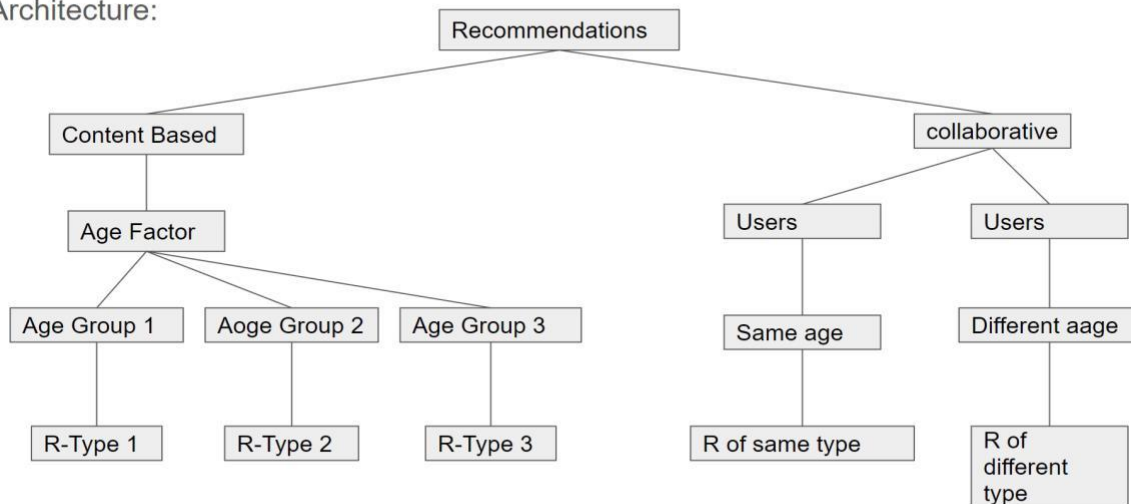 Architecture:
Recommendations
Content Based
collaborative
Age Factor
Users
Users
Age Group 1
Aoge Group 2
Age Group 3
Same age
Different aage
R-Type 1
R-Type 2
R-Type 3
R of same type
R of
different
type